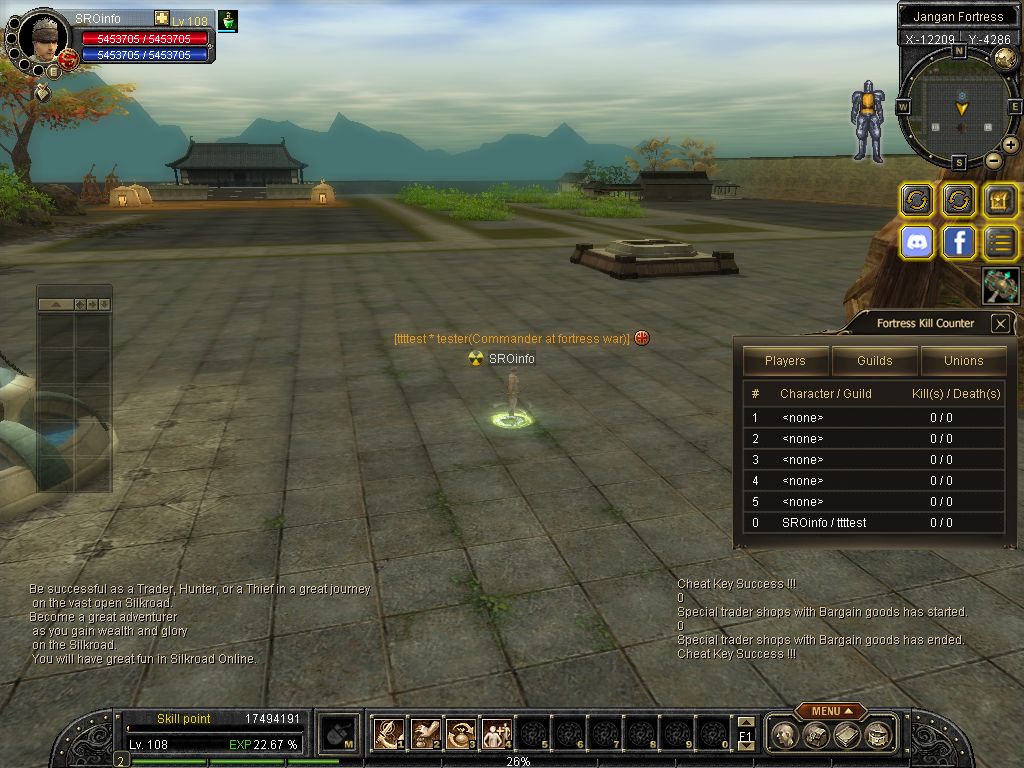 SROinfo
Lv 108
2
5453705 / 5453705
5453705 / 5453705
E
Jangan Fortress
X:-12209 Y:-4286
N
W
E
S
Fortress Kill Counter
Players Guilds Unions
# Character / Guild Kill(s) / Death(s)
1 <none> 0 / 0
2 <none> 0 / 0
3 <none> 0 / 0
4 <none> 0 / 0
5 <none> 0 / 0
0 SROinfo / ttttest 0 / 0
[ttttest * tester(Commander at fortress war)]
SROinfo
Be successful as a Trader, Hunter, or a Thief in a great journey
on the vast open Silkroad.
Become a great adventurer
as you gain wealth and glory
on the Silkroad.
You will have great fun in Silkroad Online.
Cheat Key Success !!!
0
Special trader shops with Bargain goods has started.
0
Special trader shops with Bargain goods has ended.
Cheat Key Success !!!
Skill point 17494191
Lv. 108 EXP 22.67 %
2
M
1 2 3 4 5 6 7 8 9 0
F1
MENU
26%